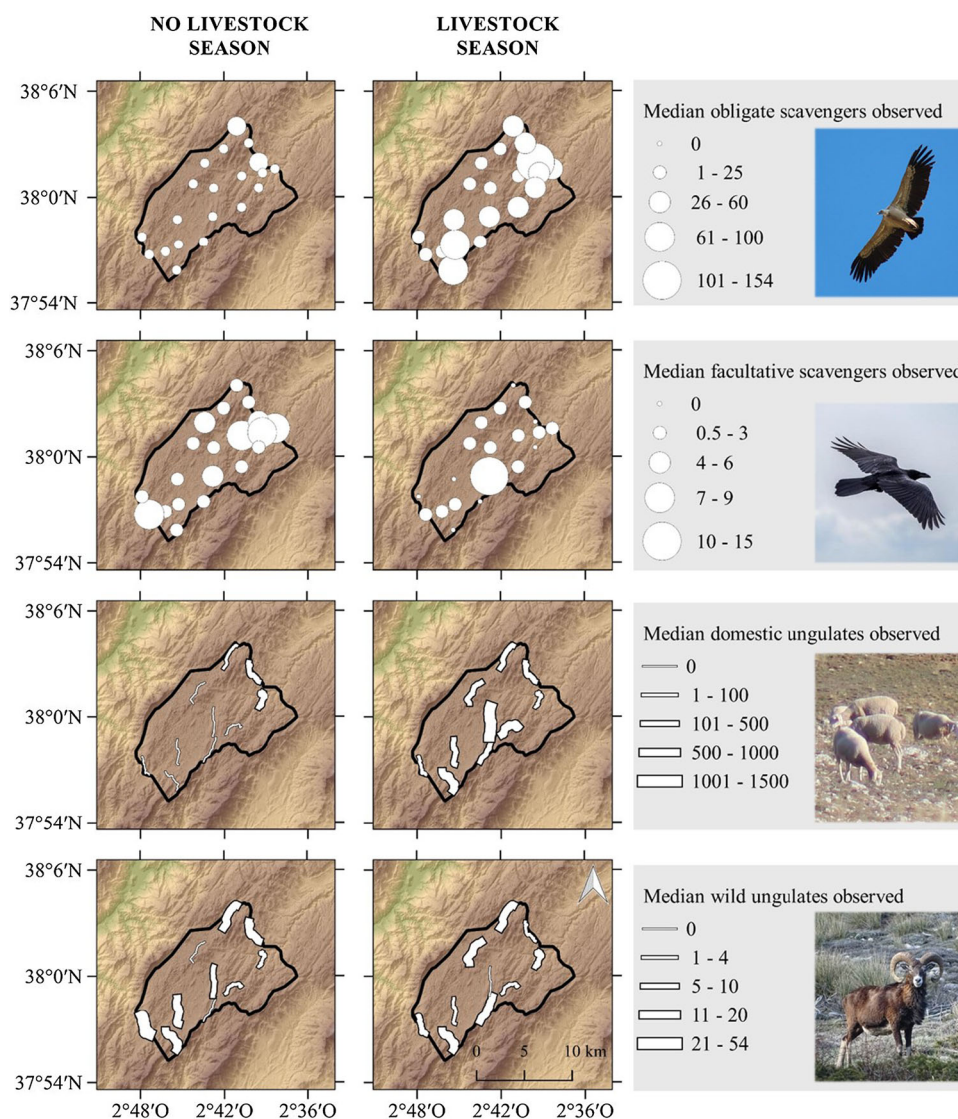 NO LIVESTOCK
SEASON
LIVESTOCK
SEASON
38°6′N
38°0′N
37°54′N
Median obligate scavengers observed
0
1 - 25
26 - 60
61 - 100
101 - 154
38°6′N
38°0′N
37°54′N
Median facultative scavengers observed
0
0.5 - 3
4 - 6
7 - 9
10 - 15
38°6′N
38°0′N
37°54′N
Median domestic ungulates observed
0
1 - 100
101 - 500
500 - 1000
1001 - 1500
38°6′N
38°0′N
37°54′N
0 5 10 km
Median wild ungulates observed
0
1 - 4
5 - 10
11 - 20
21 - 54
2°48′O 2°42′O 2°36′O
2°48′O 2°42′O 2°36′O